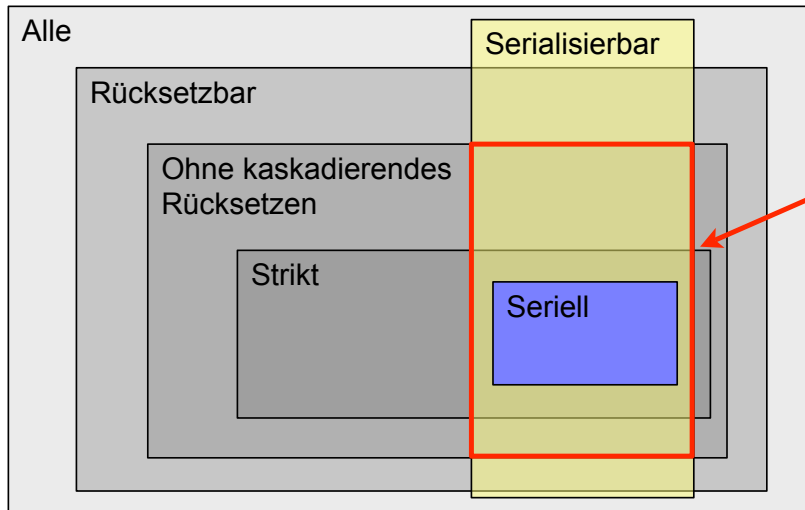 Alle
Serialisierbar
Rücksetzbar
Ohne kaskadierendes
Rücksetzen
Strikt
Seriell